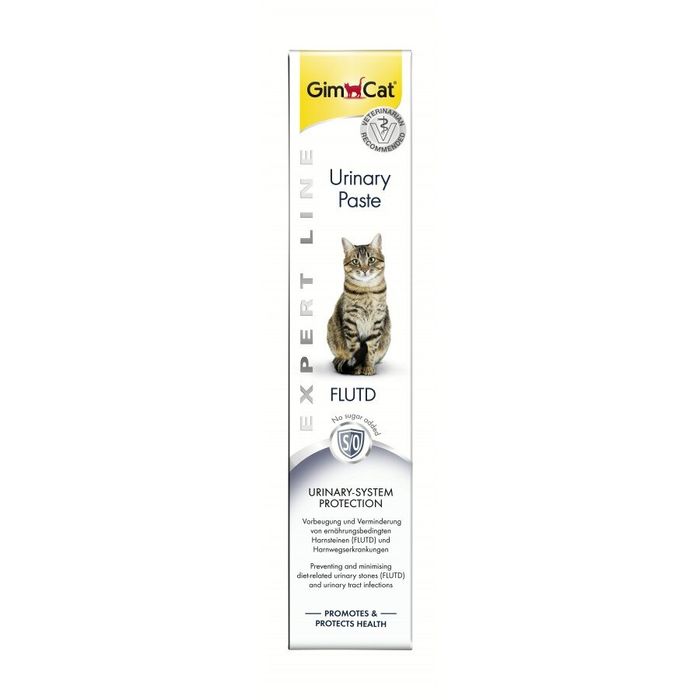 GimCat®
VETERINARIAN
RECOMMENDED
V
EXPERT LINE
Urinary
Paste
FLUTD
No sugar added
S/O
URINARY-SYSTEM
PROTECTION
Vorbeugung und Verminderung
von ernährungsbedingten
Harnsteinen (FLUTD) und
Harnwegserkrankungen
Preventing and minimising
diet-related urinary stones (FLUTD)
and urinary tract infections
PROMOTES &
PROTECTS HEALTH